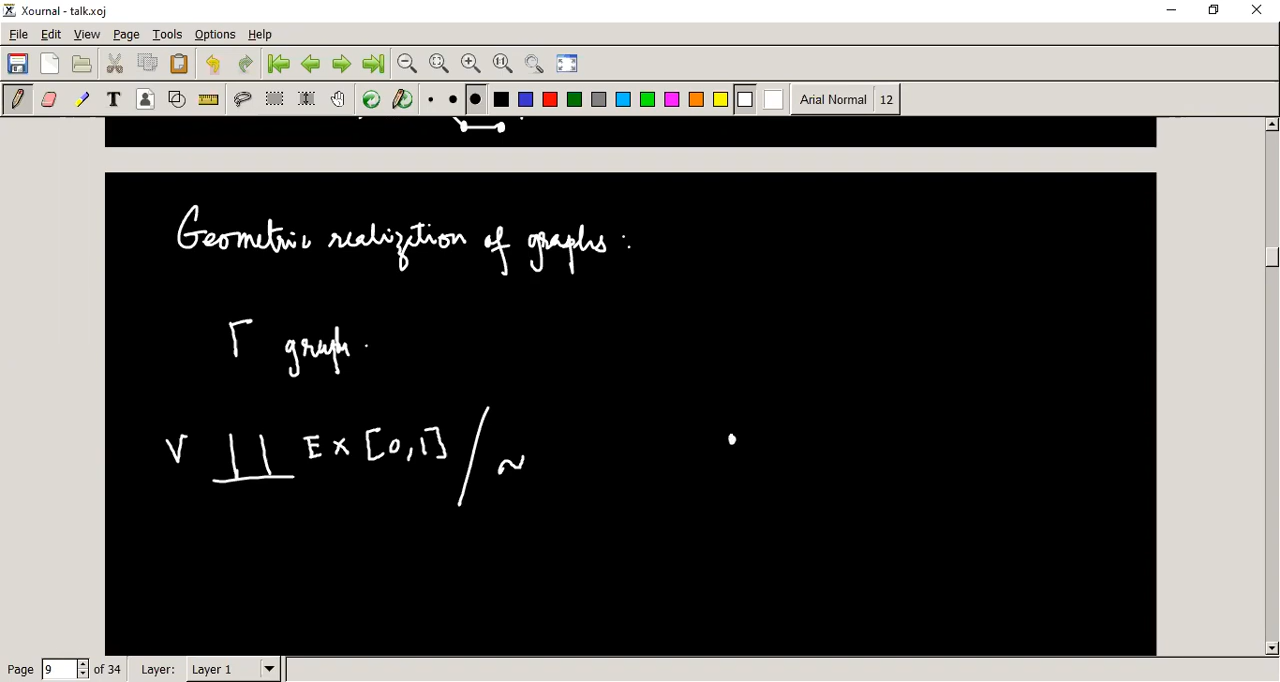 Xournal - talk.xoj
File Edit View Page Tools Options Help
Arial Normal 12
Geometric realization of graphs :
Γ graph.
V ∐ E × [0,1] / ~
Page 9 of 34 Layer: Layer 1